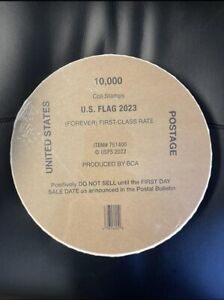 10,000
Coil Stamps
U.S. FLAG 2023
(FOREVER) FIRST-CLASS RATE
UNITED STATES
POSTAGE
ITEM# 751400
© USPS 2022
PRODUCED BY BCA
Positively DO NOT SELL until the FIRST DAY
SALE DATE as announced in the Postal Bulletin